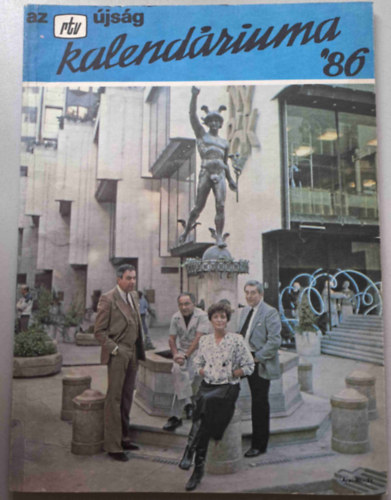 az rtv újság
kalendáriuma
'86